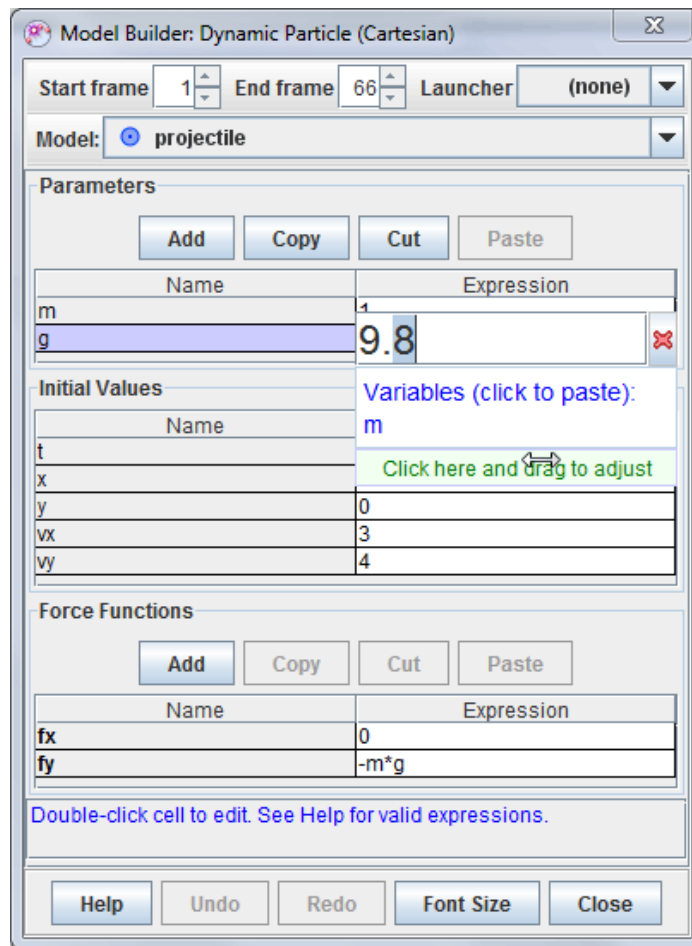 Model Builder: Dynamic Particle (Cartesian)
Start frame 1 End frame 66 Launcher (none)
Model: projectile
Parameters
Add Copy Cut Paste
Name Expression
m 1
g 9.8
Variables (click to paste):
m
Initial Values
Name
t
Click here and drag to adjust
x
y 0
vx 3
vy 4
Force Functions
Add Copy Cut Paste
Name Expression
fx 0
fy -m*g
Double-click cell to edit. See Help for valid expressions.
Help Undo Redo Font Size Close